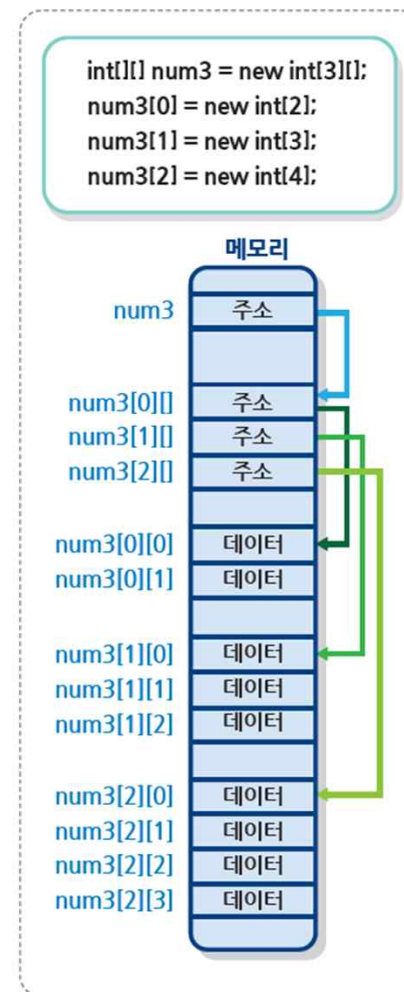 int[][] num3 = new int[3][];
num3[0] = new int[2];
num3[1] = new int[3];
num3[2] = new int[4];
메모리
num3 주소
num3[0][] 주소
num3[1][] 주소
num3[2][] 주소
num3[0][0] 데이터
num3[0][1] 데이터
num3[1][0] 데이터
num3[1][1] 데이터
num3[1][2] 데이터
num3[2][0] 데이터
num3[2][1] 데이터
num3[2][2] 데이터
num3[2][3] 데이터